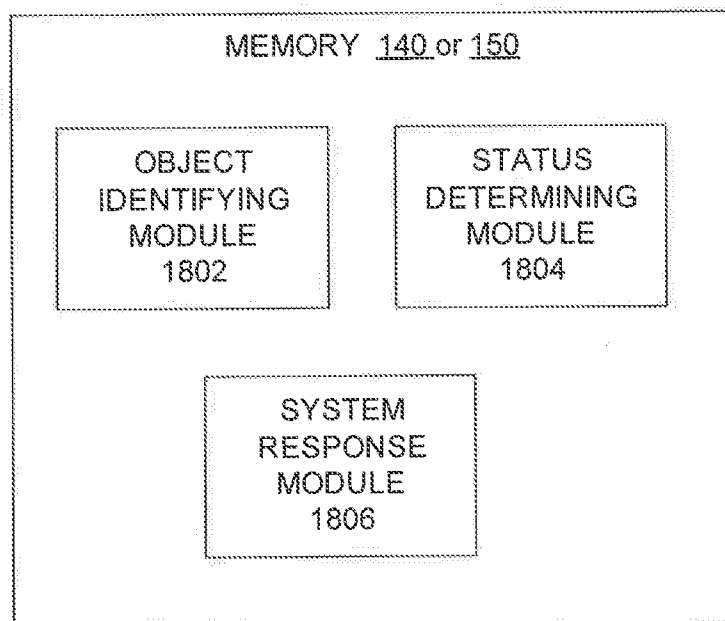 MEMORY 140 or 150
OBJECT
IDENTIFYING
MODULE
1802
STATUS
DETERMINING
MODULE
1804
SYSTEM
RESPONSE
MODULE
1806